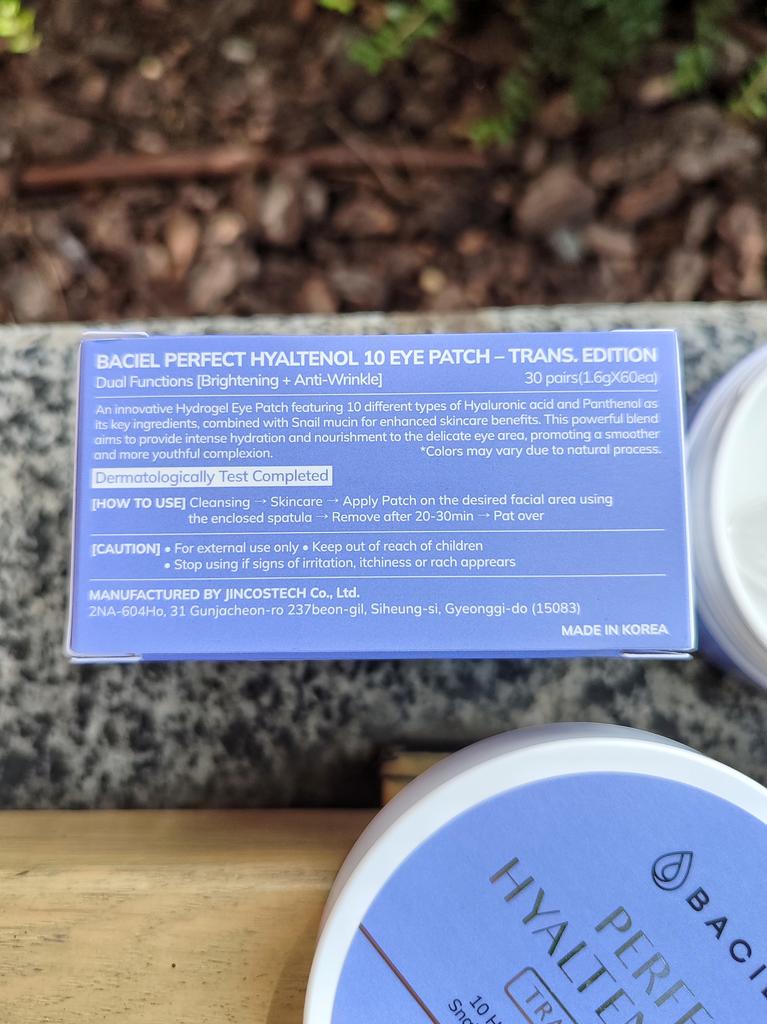 BACIEL PERFECT HYALTENOL 10 EYE PATCH – TRANS. EDITION
Dual Functions [Brightening + Anti-Wrinkle] 30 pairs(1.6gX60ea)
An innovative Hydrogel Eye Patch featuring 10 different types of Hyaluronic acid and Panthenol as
its key ingredients, combined with Snail mucin for enhanced skincare benefits. This powerful blend
aims to provide intense hydration and nourishment to the delicate eye area, promoting a smoother
and more youthful complexion. *Colors may vary due to natural process.
Dermatologically Test Completed
[HOW TO USE] Cleansing → Skincare → Apply Patch on the desired facial area using
the enclosed spatula → Remove after 20-30min → Pat over
[CAUTION] • For external use only • Keep out of reach of children
• Stop using if signs of irritation, itchiness or rach apprears
MANUFACTURED BY JINCOSTECH Co., Ltd.
2NA-604Ho, 31 Gunjacheon-ro 237beon-gil, Siheung-si, Gyeonggi-do (15083)
MADE IN KOREA
BACI
PERFE
HYALTEN
TRA
10 H